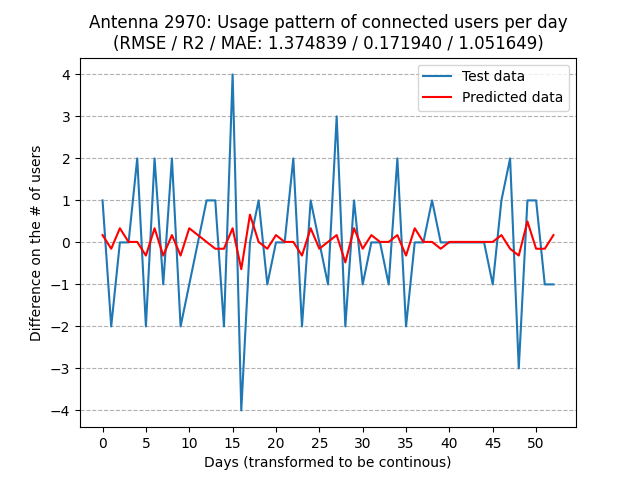 Antenna 2970: Usage pattern of connected users per day
(RMSE / R2 / MAE: 1.374839 / 0.171940 / 1.051649)
Test data
Predicted data
Difference on the # of users
4
3
2
1
0
−1
−2
−3
−4
0 5 10 15 20 25 30 35 40 45 50
Days (transformed to be continous)